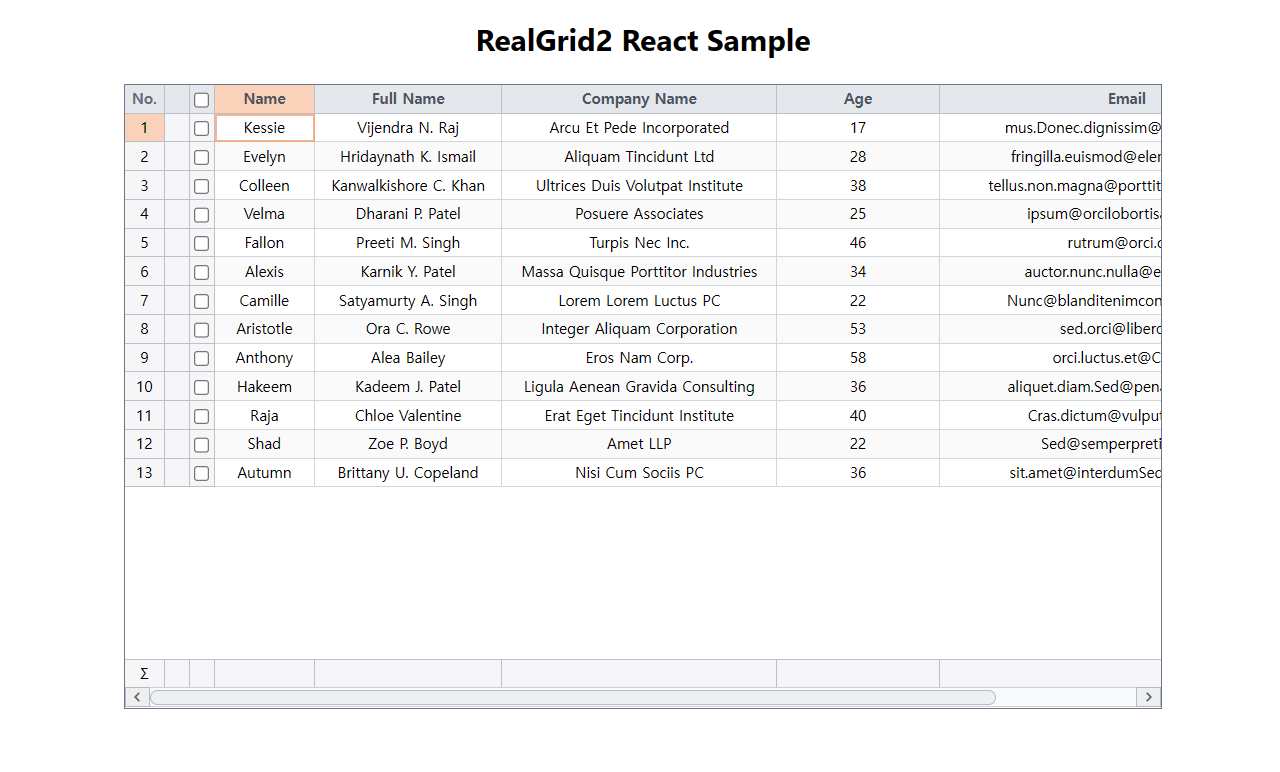 RealGrid2 React Sample
No. Name Full Name Company Name Age Email
1 Kessie Vijendra N. Raj Arcu Et Pede Incorporated 17 mus.Donec.dignissim@
2 Evelyn Hridaynath K. Ismail Aliquam Tincidunt Ltd 28 fringilla.euismod@eler
3 Colleen Kanwalkishore C. Khan Ultrices Duis Volutpat Institute 38 tellus.non.magna@porttit
4 Velma Dharani P. Patel Posuere Associates 25 ipsum@orcilobortis
5 Fallon Preeti M. Singh Turpis Nec Inc. 46 rutrum@orci.
6 Alexis Karnik Y. Patel Massa Quisque Porttitor Industries 34 auctor.nunc.nulla@e
7 Camille Satyamurty A. Singh Lorem Lorem Luctus PC 22 Nunc@blanditenimcon
8 Aristotle Ora C. Rowe Integer Aliquam Corporation 53 sed.orci@liber
9 Anthony Alea Bailey Eros Nam Corp. 58 orci.luctus.et@C
10 Hakeem Kadeem J. Patel Ligula Aenean Gravida Consulting 36 aliquet.diam.Sed@pen
11 Raja Chloe Valentine Erat Eget Tincidunt Institute 40 Cras.dictum@vulput
12 Shad Zoe P. Boyd Amet LLP 22 Sed@semperpreti
13 Autumn Brittany U. Copeland Nisi Cum Sociis PC 36 sit.amet@interdumSed
Σ